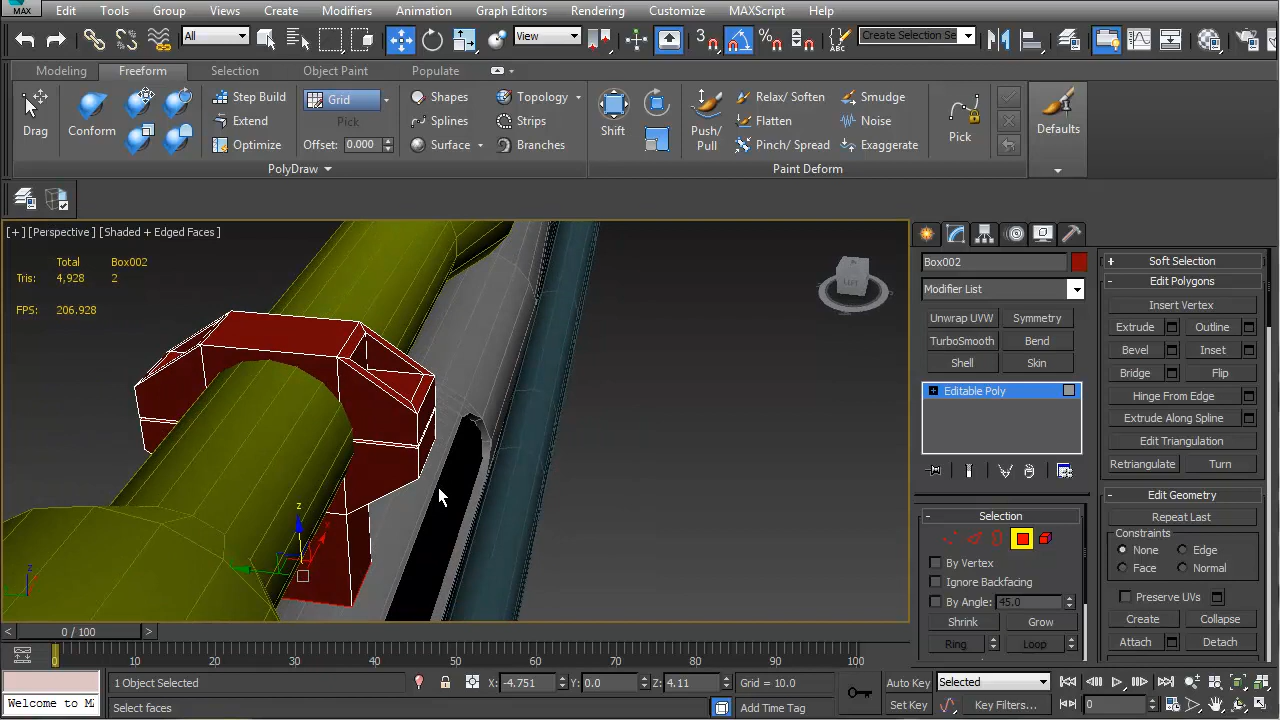 MAX Edit Tools Group Views Create Modifiers Animation Graph Editors Rendering Customize MAXScript Help
All View 3 Create Selection Se
Modeling Freeform Selection Object Paint Populate
Drag Conform Step Build Extend Optimize Grid Pick Offset: 0.000 Shapes Splines Surface Topology Strips Branches Shift Push/ Pull Relax/ Soften Flatten Pinch/ Spread Smudge Noise Exaggerate Pick Defaults
PolyDraw Paint Deform
[+] [Perspective] [Shaded + Edged Faces]
Total Box002
Tris: 4,928 2
FPS: 206.928
z
x
z
Box002
Modifier List
Unwrap UVW Symmetry
TurboSmooth Bend
Shell Skin
Editable Poly
Selection
By Vertex
Ignore Backfacing
By Angle: 45.0
Shrink Grow
Ring Loop
Soft Selection
Edit Polygons
Insert Vertex
Extrude Outline
Bevel Inset
Bridge Flip
Hinge From Edge
Extrude Along Spline
Edit Triangulation
Retriangulate Turn
Edit Geometry
Repeat Last
Constraints
None Edge
Face Normal
Preserve UVs
Create Collapse
Attach Detach
< 0 / 100 >
0 10 20 30 40 50 60 70 80 90 100
1 Object Selected X: -4.751 Y: 0.0 Z: 4.11 Grid = 10.0 Auto Key Selected
Welcome to M Select faces Add Time Tag Set Key Key Filters... 0